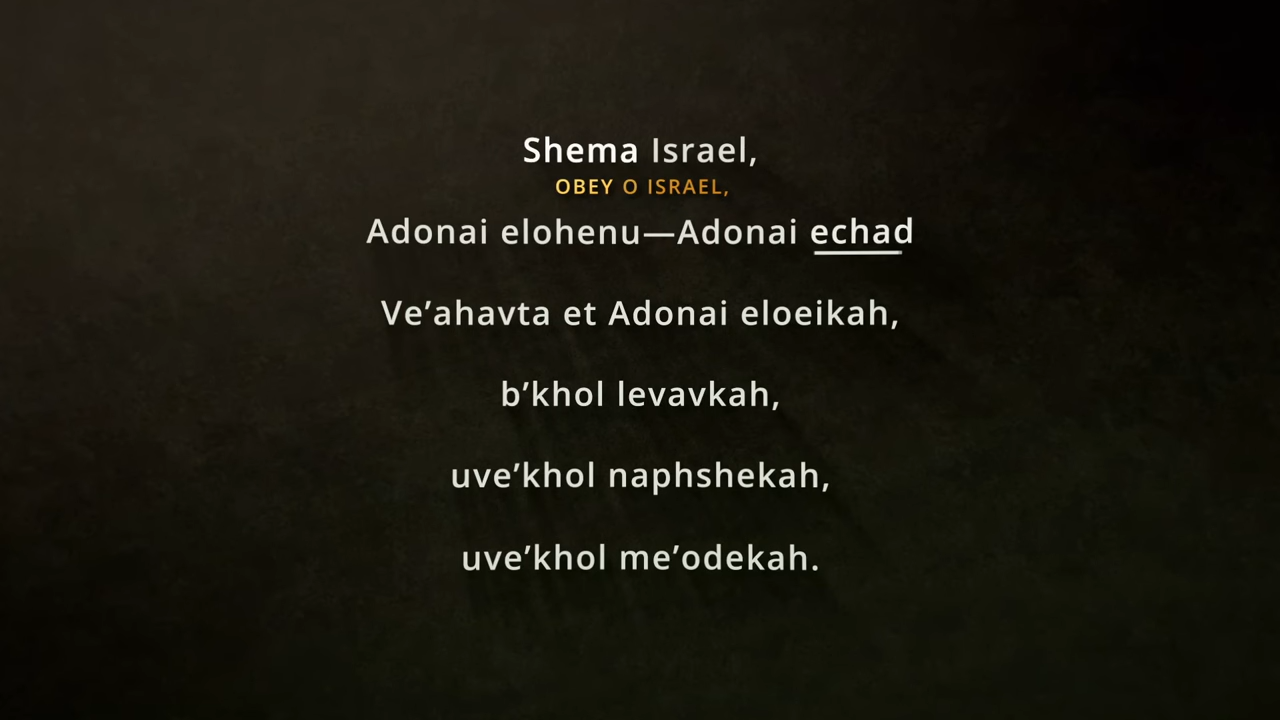 Shema Israel,
OBEY O ISRAEL,
Adonai elohenu—Adonai echad
Ve’ahavta et Adonai eloeikah,
b’khol levavkah,
uve’khol naphshekah,
uve’khol me’odekah.